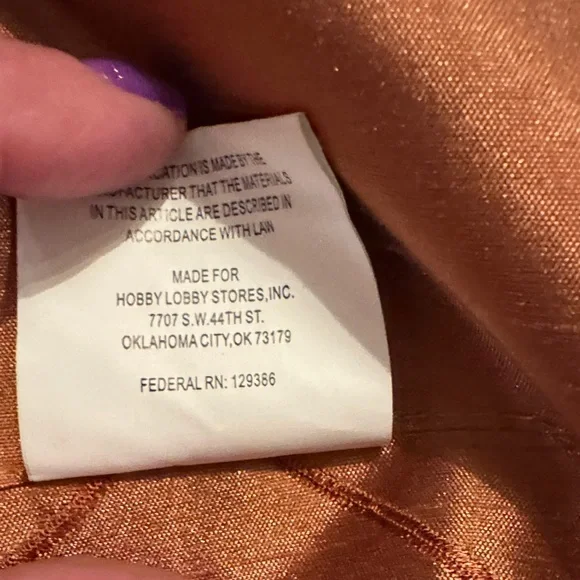 IS MADE BY THE
THAT THE MATERIALS
IN THIS ARTICLE ARE DESCRIBED IN
ACCORDANCE WITH LAW
MADE FOR
HOBBY LOBBY STORES,INC.
7707 S.W.44TH ST.
OKLAHOMA CITY,OK 73179
FEDERAL RN: 129386